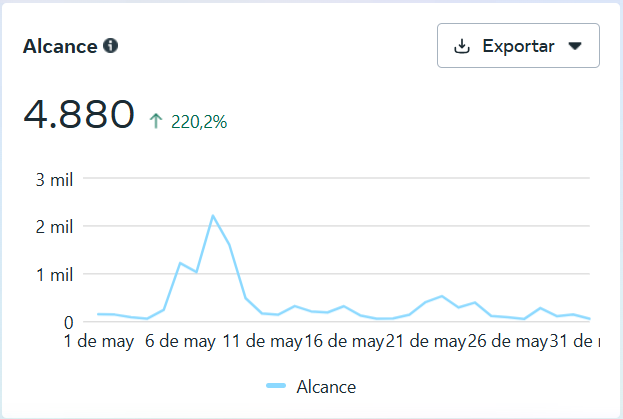 Alcance
Exportar
4.880 ↑ 220,2%
3 mil
2 mil
1 mil
0
1 de may 6 de may 11 de may 16 de may 21 de may 26 de may 31 de
Alcance